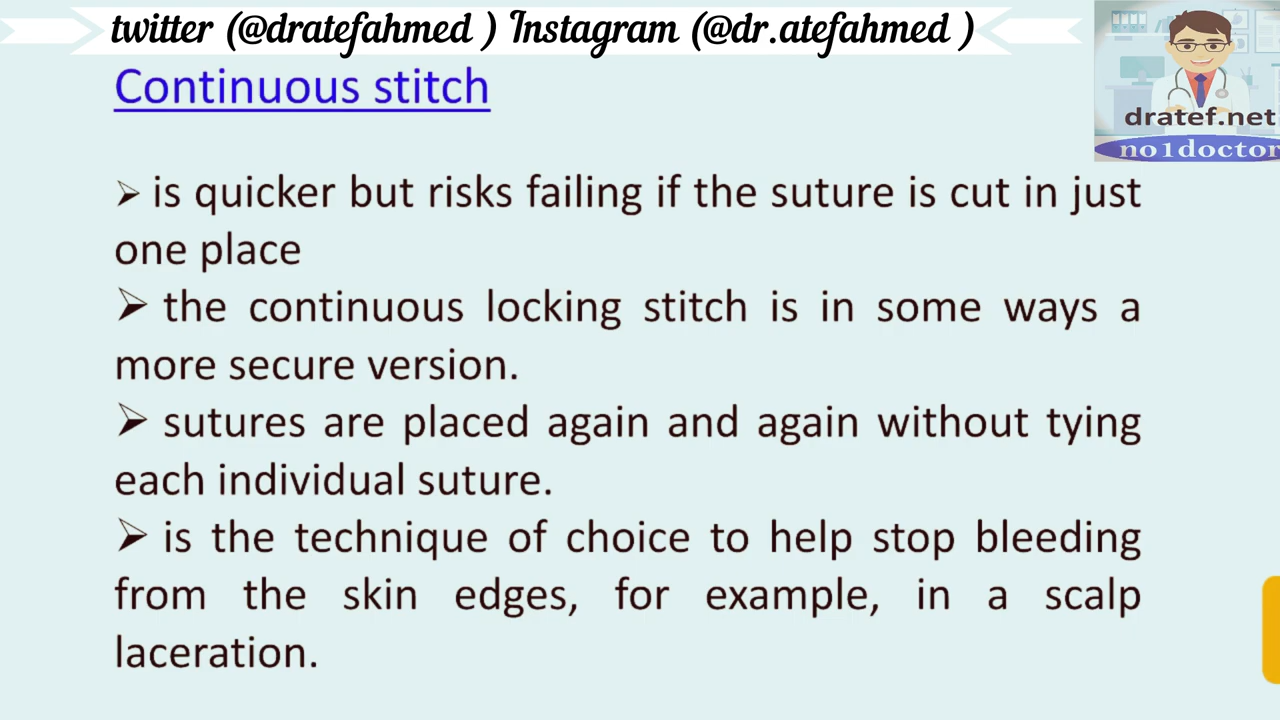 twitter (@dratefahmed ) Instagram (@dr.atefahmed )
Continuous stitch
dratef.net
no1doctor
➢ is quicker but risks failing if the suture is cut in just
one place
➢ the continuous locking stitch is in some ways a
more secure version.
➢ sutures are placed again and again without tying
each individual suture.
➢ is the technique of choice to help stop bleeding
from the skin edges, for example, in a scalp
laceration.